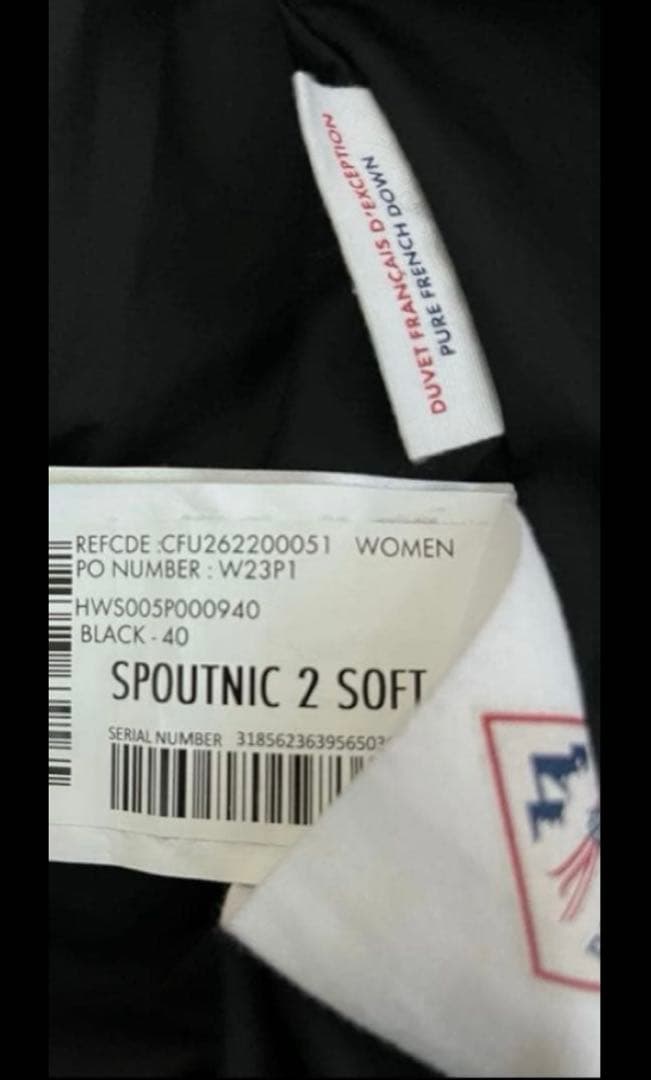 DUVET FRANÇAIS D'EXCEPTION
PURE FRENCH DOWN
REFCDE :CFU262200051 WOMEN
PO NUMBER : W23P1
HWS005P000940
BLACK - 40
SPOUTNIC 2 SOFT
SERIAL NUMBER 31856236395650